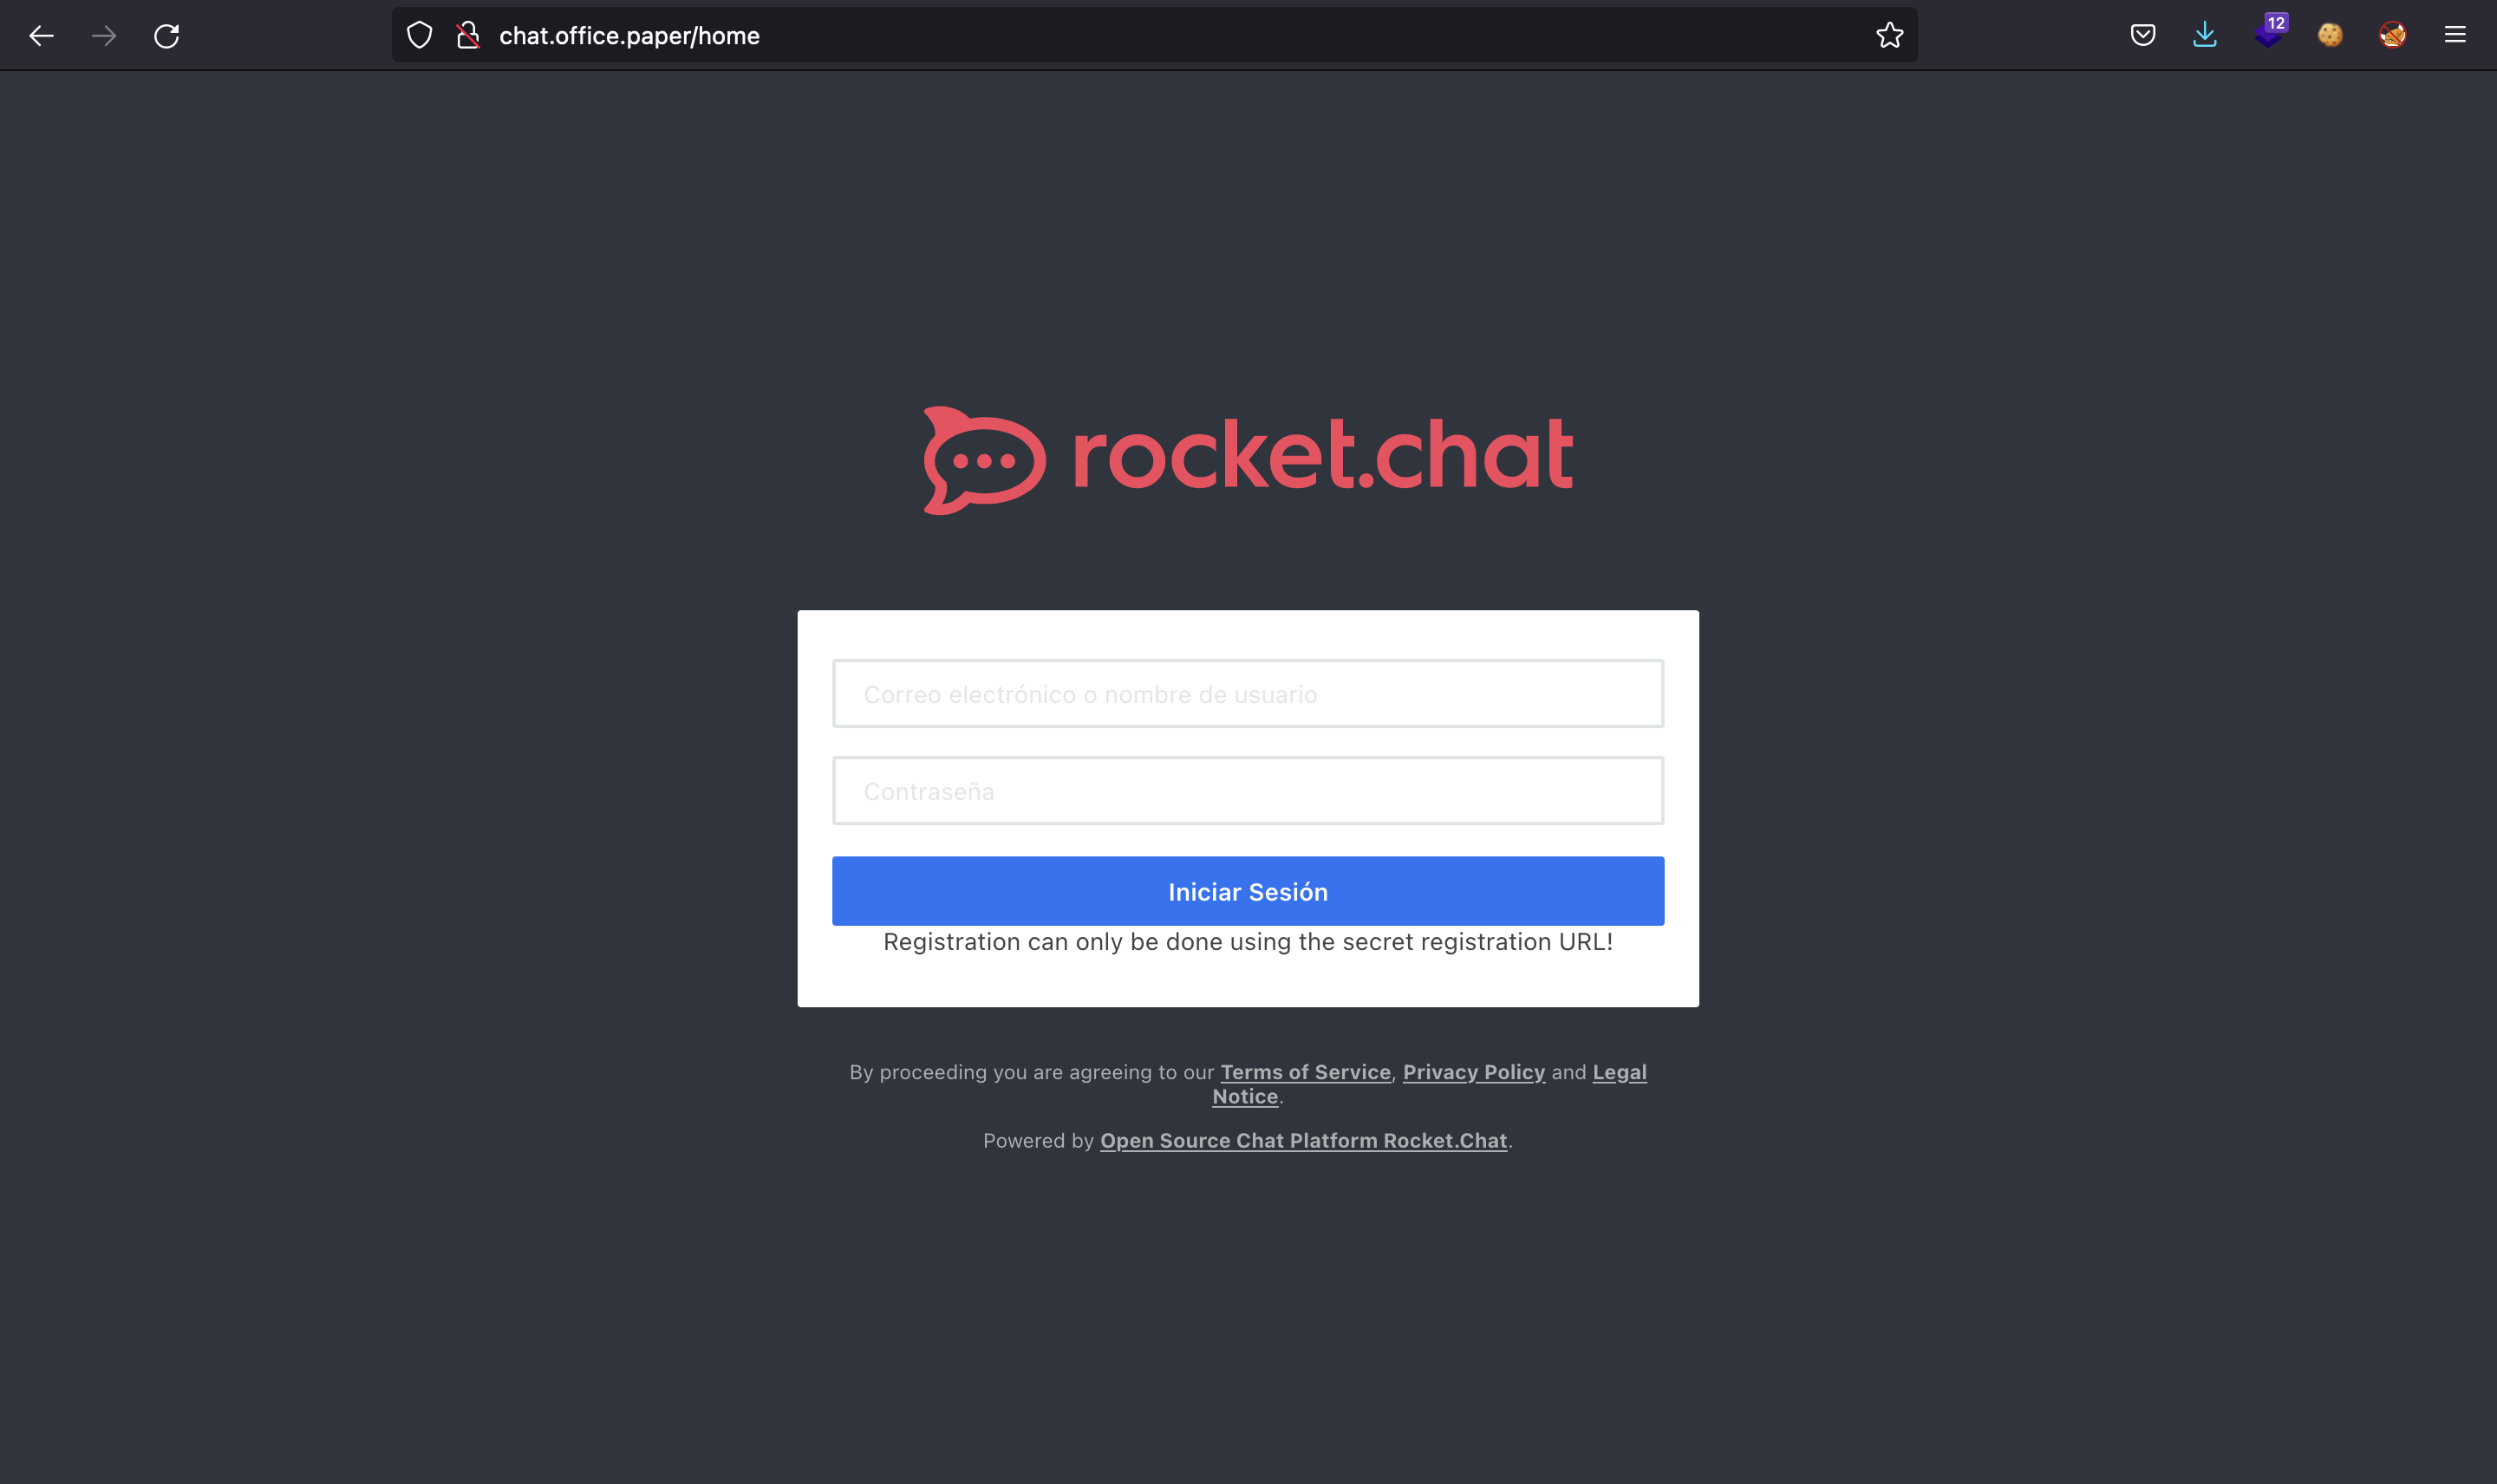 chat.office.paper/home
12
rocket.chat
Correo electrónico o nombre de usuario
Contraseña
Iniciar Sesión
Registration can only be done using the secret registration URL!
By proceeding you are agreeing to our Terms of Service, Privacy Policy and Legal
Notice.
Powered by Open Source Chat Platform Rocket.Chat.